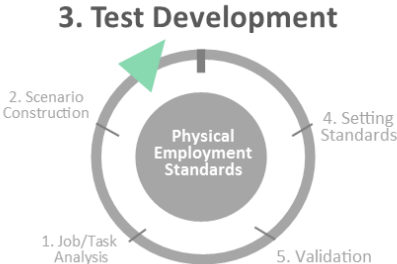 3. Test Development
2. Scenario
Construction
Physical
Employment
Standards
4. Setting
Standards
1. Job/Task
Analysis
5. Validation